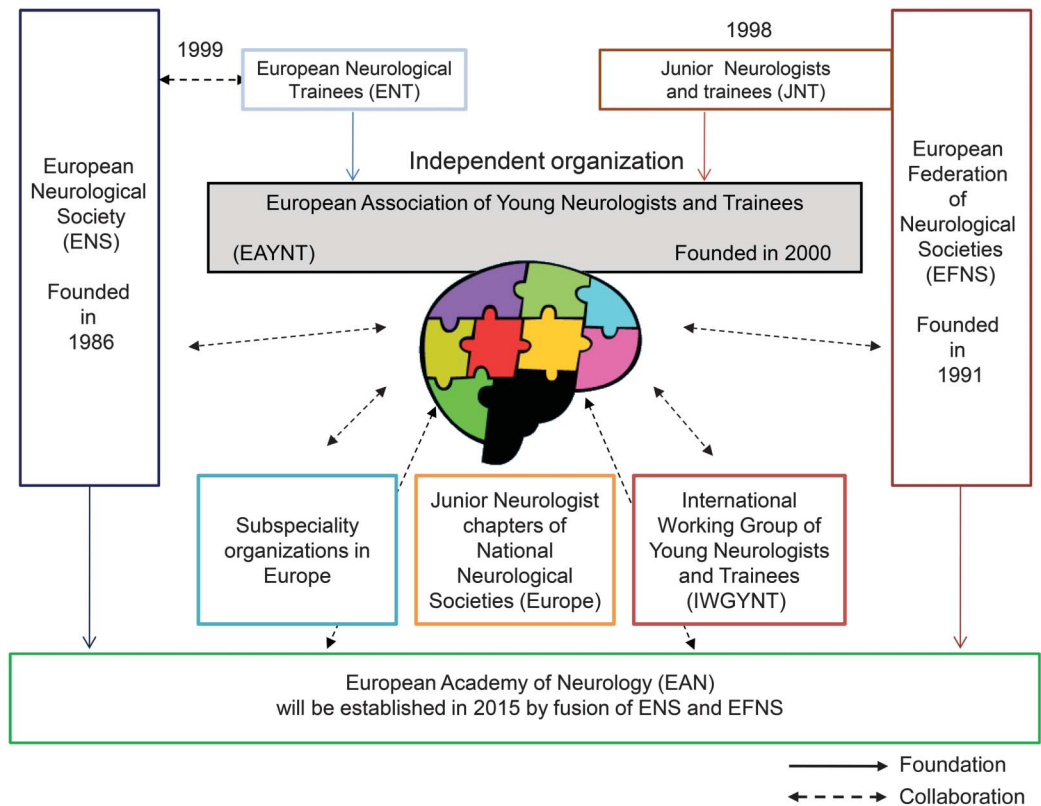 European
Neurological
Society
(ENS)
Founded
in
1986
1999
European Neurological
Trainees (ENT)
1998
Junior Neurologists
and trainees (JNT)
European
Federation
of
Neurological
Societies
(EFNS)
Founded
in
1991
Independent organization
European Association of Young Neurologists and Trainees
(EAYNT) Founded in 2000
Subspeciality
organizations in
Europe
Junior Neurologist
chapters of
National
Neurological
Societies (Europe)
International
Working Group of
Young Neurologists
and Trainees
(IWGYNT)
European Academy of Neurology (EAN)
will be established in 2015 by fusion of ENS and EFNS
Foundation
Collaboration